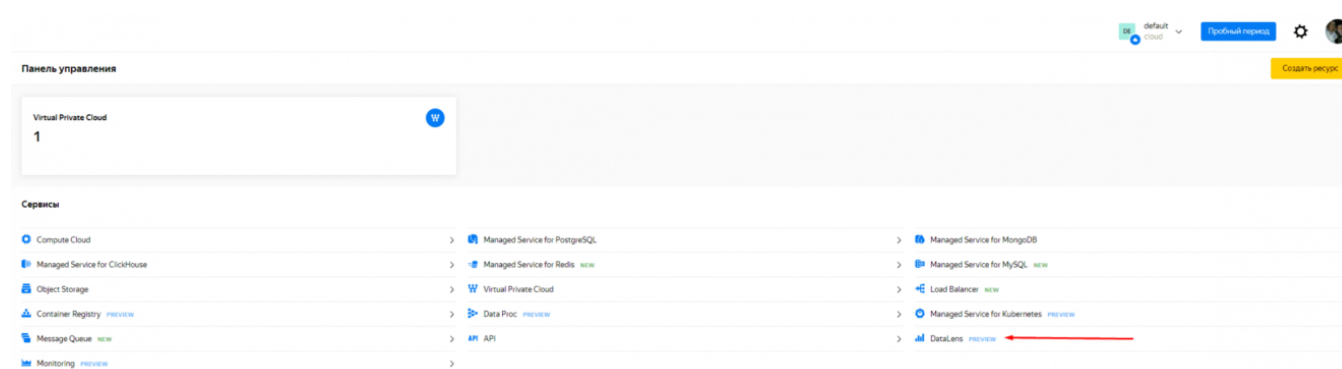 DE default
cloud
Пробный период
Панель управления
Создать ресурс
Virtual Private Cloud
1
Сервисы
Compute Cloud
Managed Service for PostgreSQL
Managed Service for MongoDB
Managed Service for ClickHouse
Managed Service for Redis NEW
Managed Service for MySQL NEW
Object Storage
Virtual Private Cloud
Load Balancer NEW
Container Registry PREVIEW
Data Proc PREVIEW
Managed Service for Kubernetes PREVIEW
Message Queue NEW
API API
DataLens PREVIEW
Monitoring PREVIEW